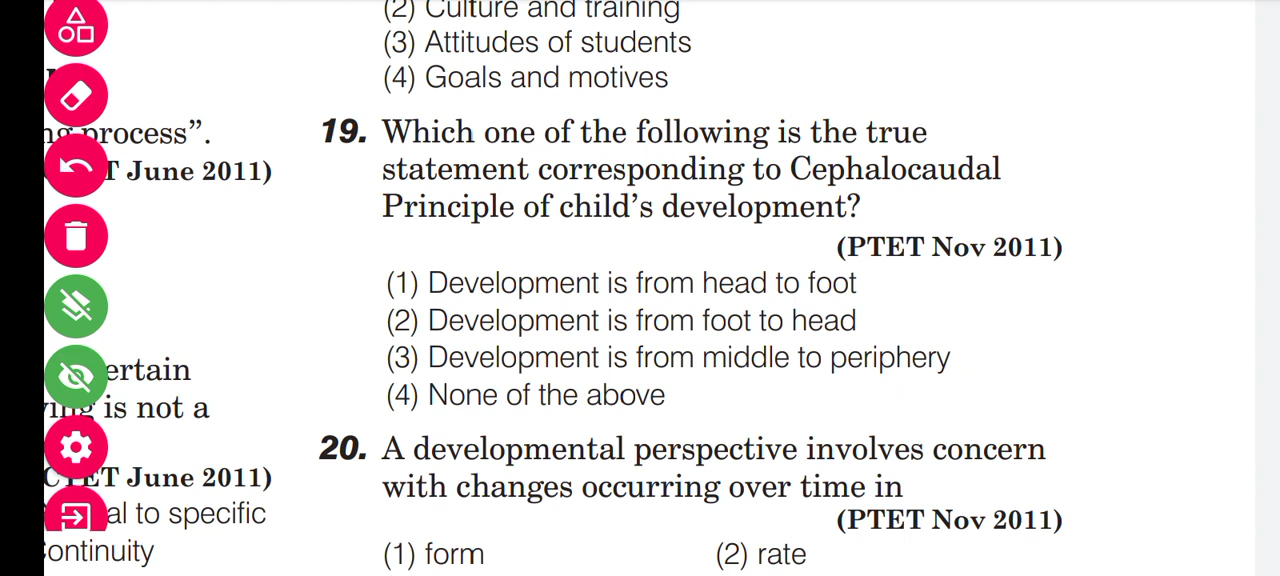 (2) Culture and training
(3) Attitudes of students
(4) Goals and motives
process”.
June 2011)
19. Which one of the following is the true
statement corresponding to Cephalocaudal
Principle of child’s development?
(PTET Nov 2011)
(1) Development is from head to foot
(2) Development is from foot to head
(3) Development is from middle to periphery
(4) None of the above
is not a
June 2011)
to specific
20. A developmental perspective involves concern
with changes occurring over time in
(PTET Nov 2011)
(1) form (2) rate